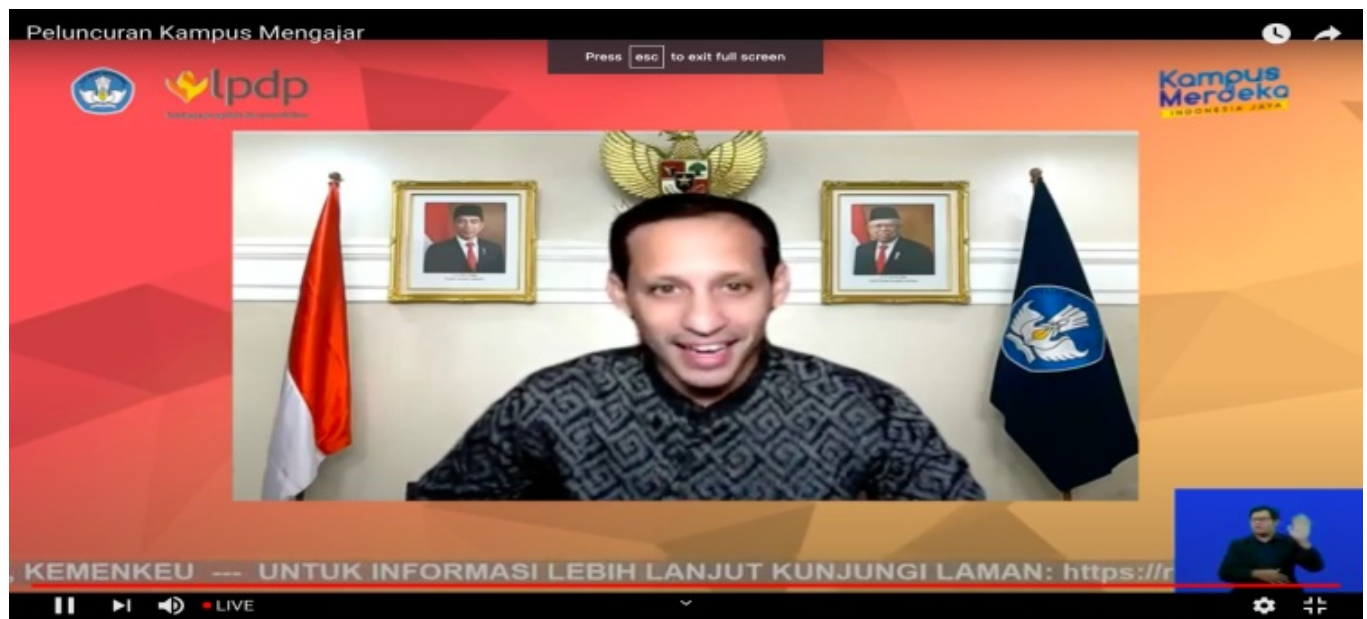 Peluncuran Kampus Mengajar
Press esc to exit full screen
lpdp
Kampus
Merdeka
INDONESIA JAYA
, KEMENKEU --- UNTUK INFORMASI LEBIH LANJUT KUNJUNGI LAMAN: https://r
LIVE